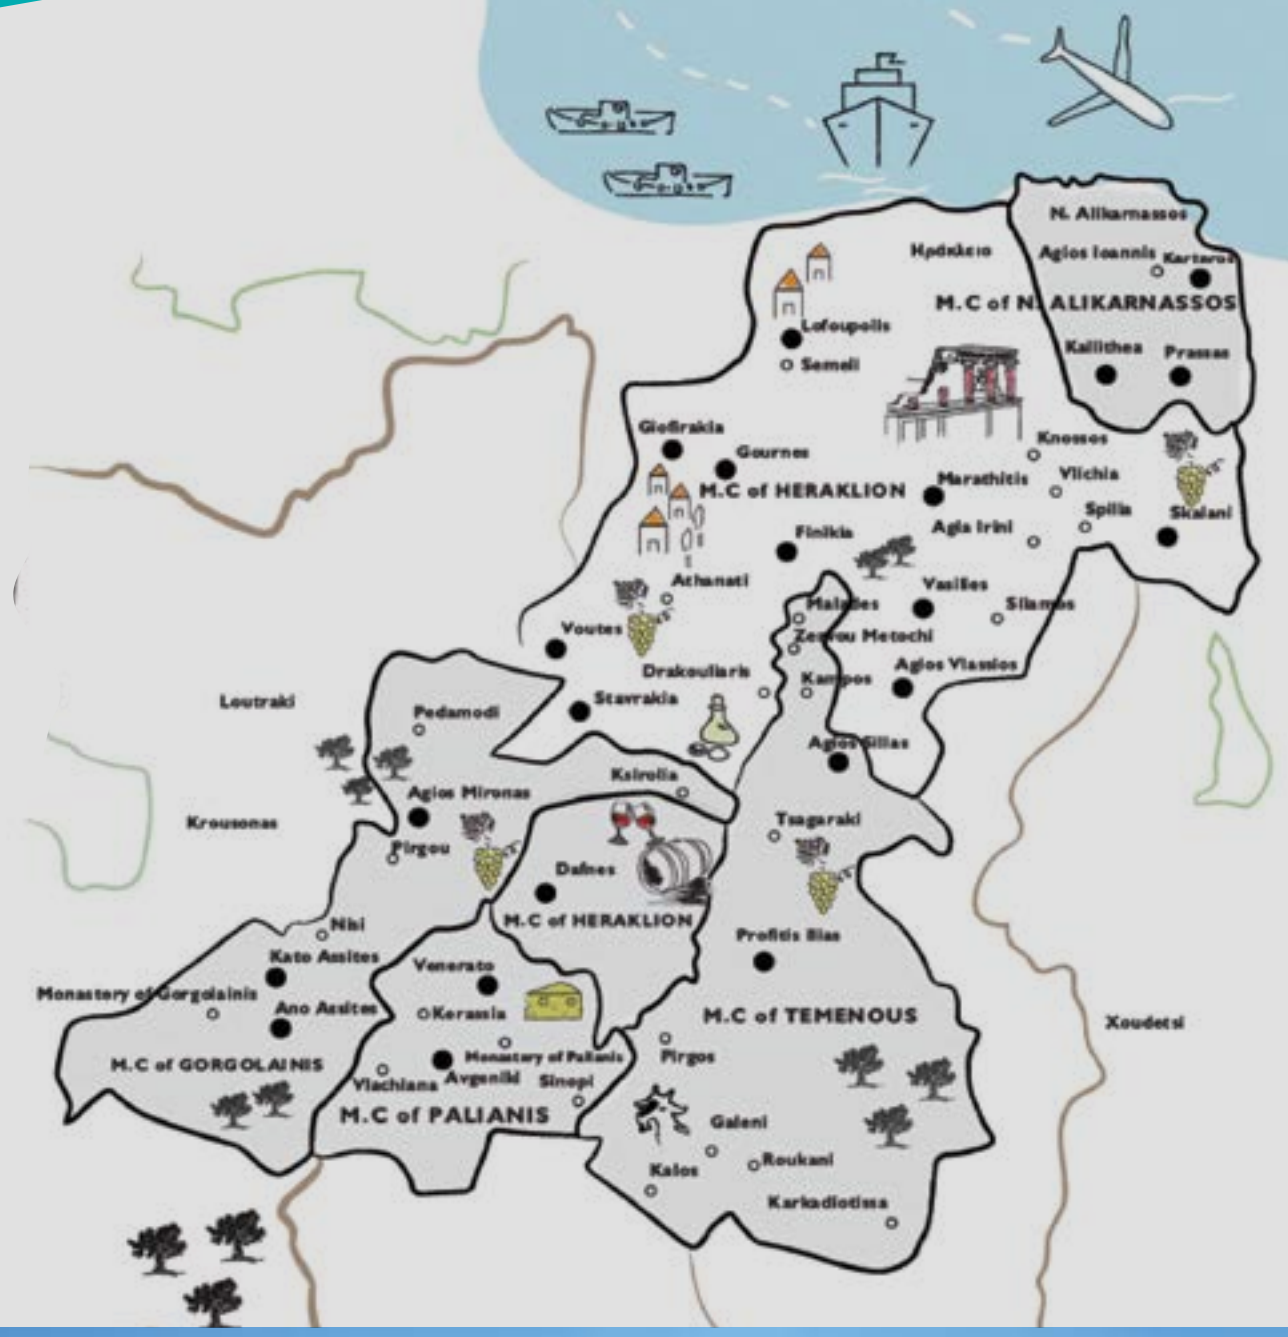 N. Alikarnassos
Ηράκλειο
Agios Ioannis
Karteros
M.C of N. ALIKARNASSOS
Lofoupolis
Kallithea
Prassas
Semeli
Giofirakia
Knossos
Gournes
Marathitis
Vlichia
M.C of HERAKLION
Spilia
Skalani
Finikia
Agia Irini
Athanati
Vasilies
Malades
Silamos
Voutes
Zezvou Metochi
Drakouliaris
Kampos
Agios Vlassios
Loutraki
Stavrakia
Pedamodi
Agios Sillas
Ksirolia
Agios Mironas
Krousonas
Tsagaraki
Pirgou
Dafnes
M.C of HERAKLION
Nisi
Profitis Ilias
Kato Assites
Venerato
Monastery of Gorgolainis
Ano Assites
Kerassia
M.C of TEMENOUS
Xoudetsi
Monastery of Palianis
Pirgos
M.C of GORGOLAINIS
Vlachiana
Avgeniki
Sinopi
M.C of PALIANIS
Galeni
Roukani
Kalos
Karkadiotissa